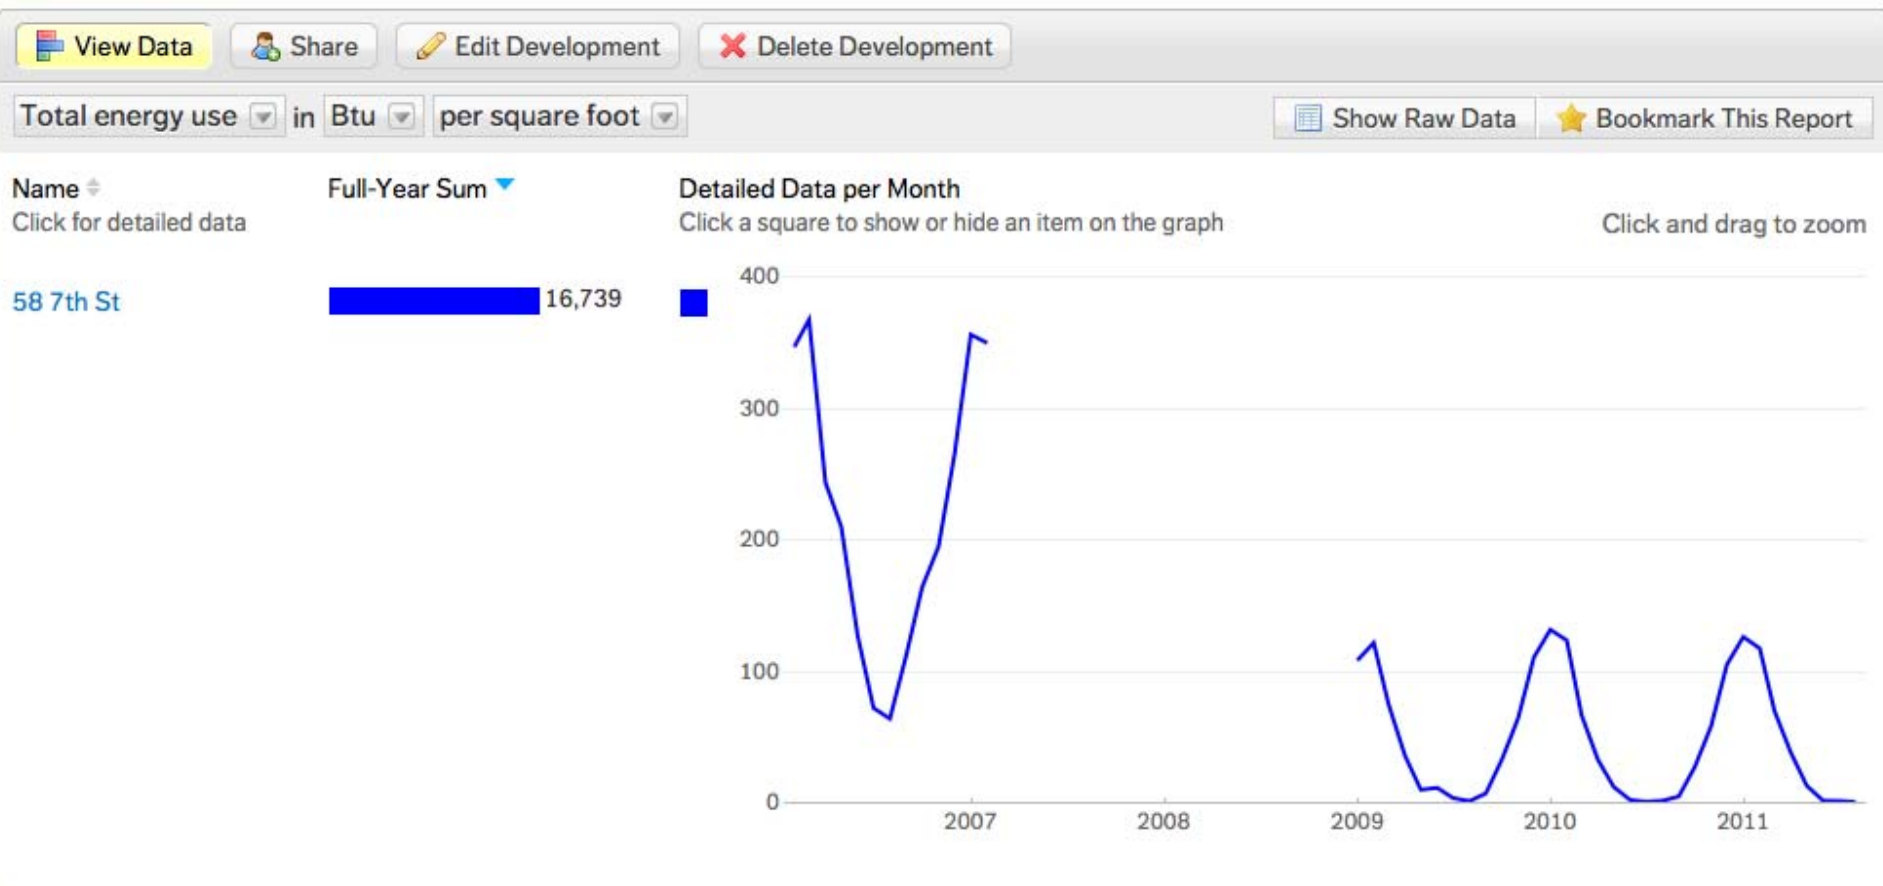 View Data Share Edit Development Delete Development
Total energy use in Btu per square foot Show Raw Data Bookmark This Report
Name Full-Year Sum Detailed Data per Month
Click for detailed data Click a square to show or hide an item on the graph Click and drag to zoom
400
58 7th St 16,739
300
200
100
0
2007 2008 2009 2010 2011